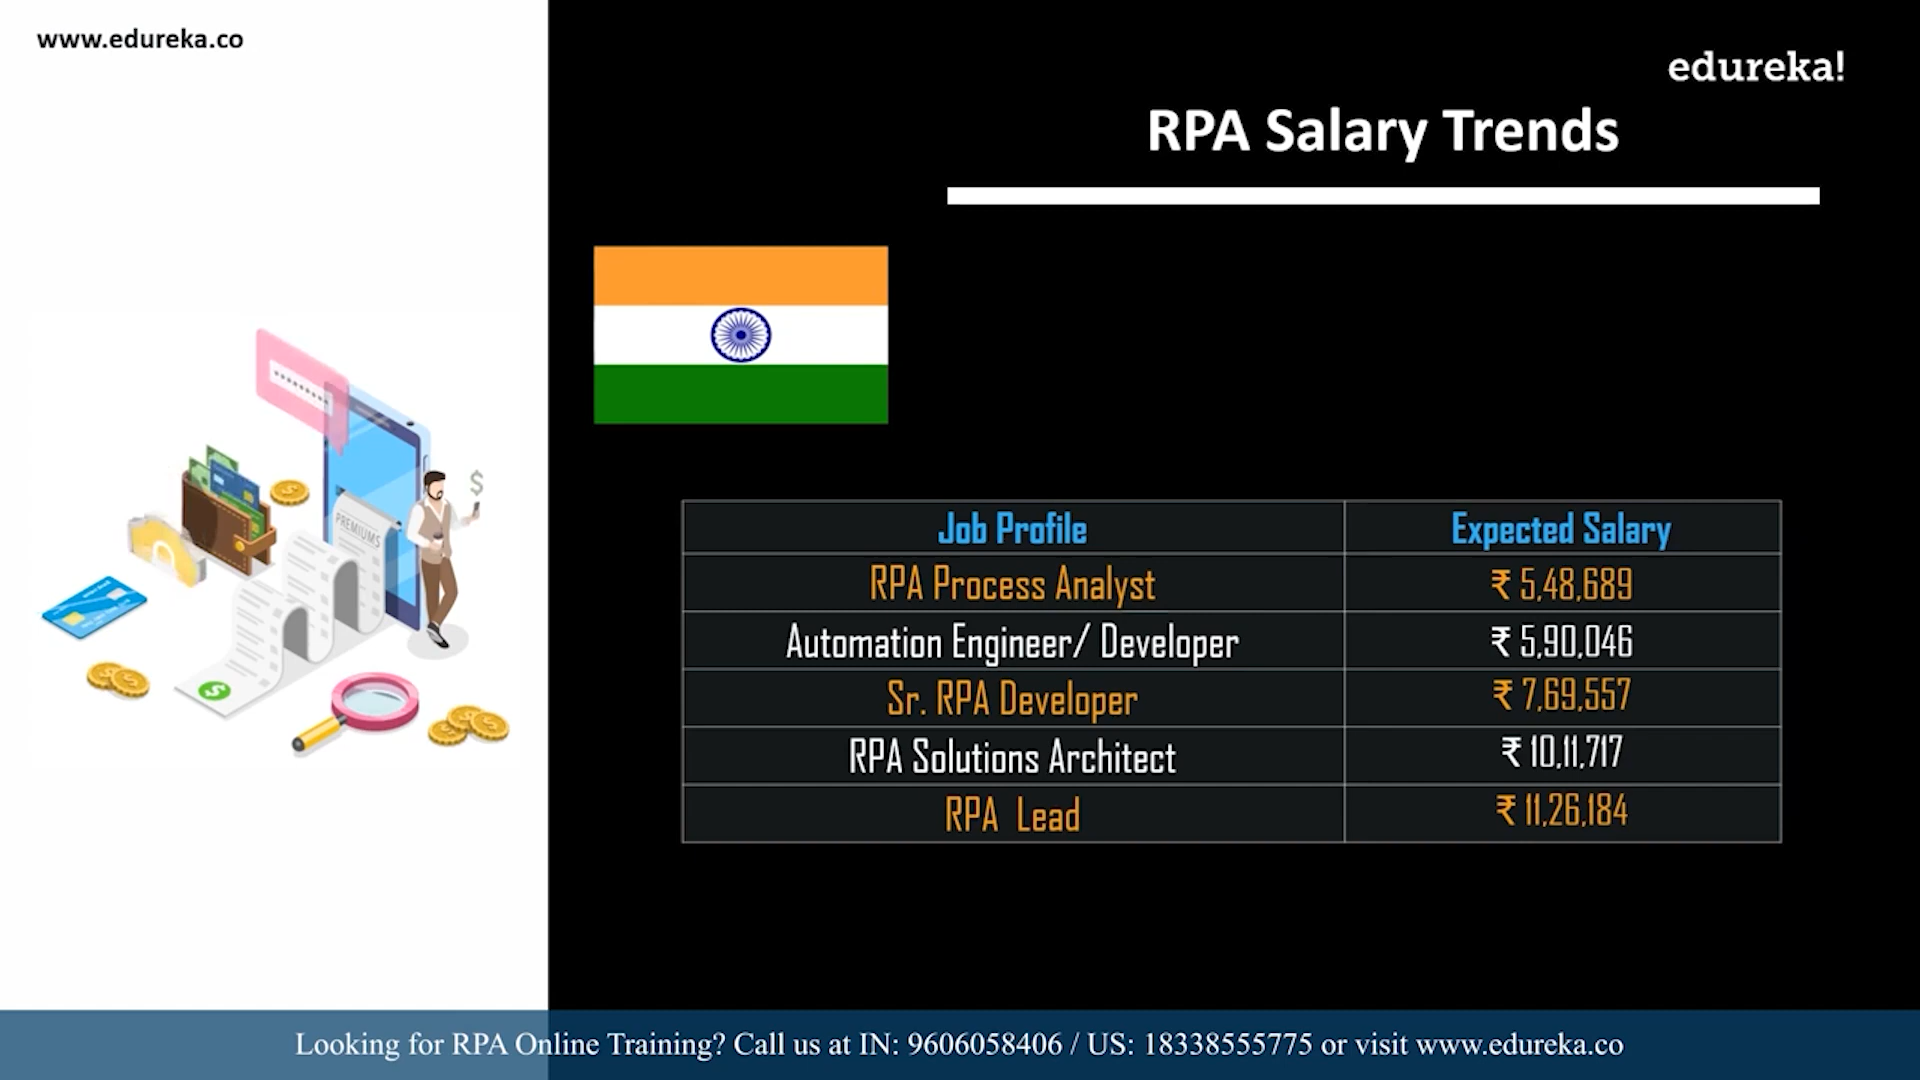 www.edureka.co
edureka!
RPA Salary Trends
PREMIUMS
Job Profile Expected Salary
RPA Process Analyst ₹ 5,48,689
Automation Engineer/ Developer ₹ 5,90,046
Sr. RPA Developer ₹ 7,69,557
RPA Solutions Architect ₹ 10,11,717
RPA Lead ₹ 11,26,184
Looking for RPA Online Training? Call us at IN: 9606058406 / US: 18338555775 or visit www.edureka.co